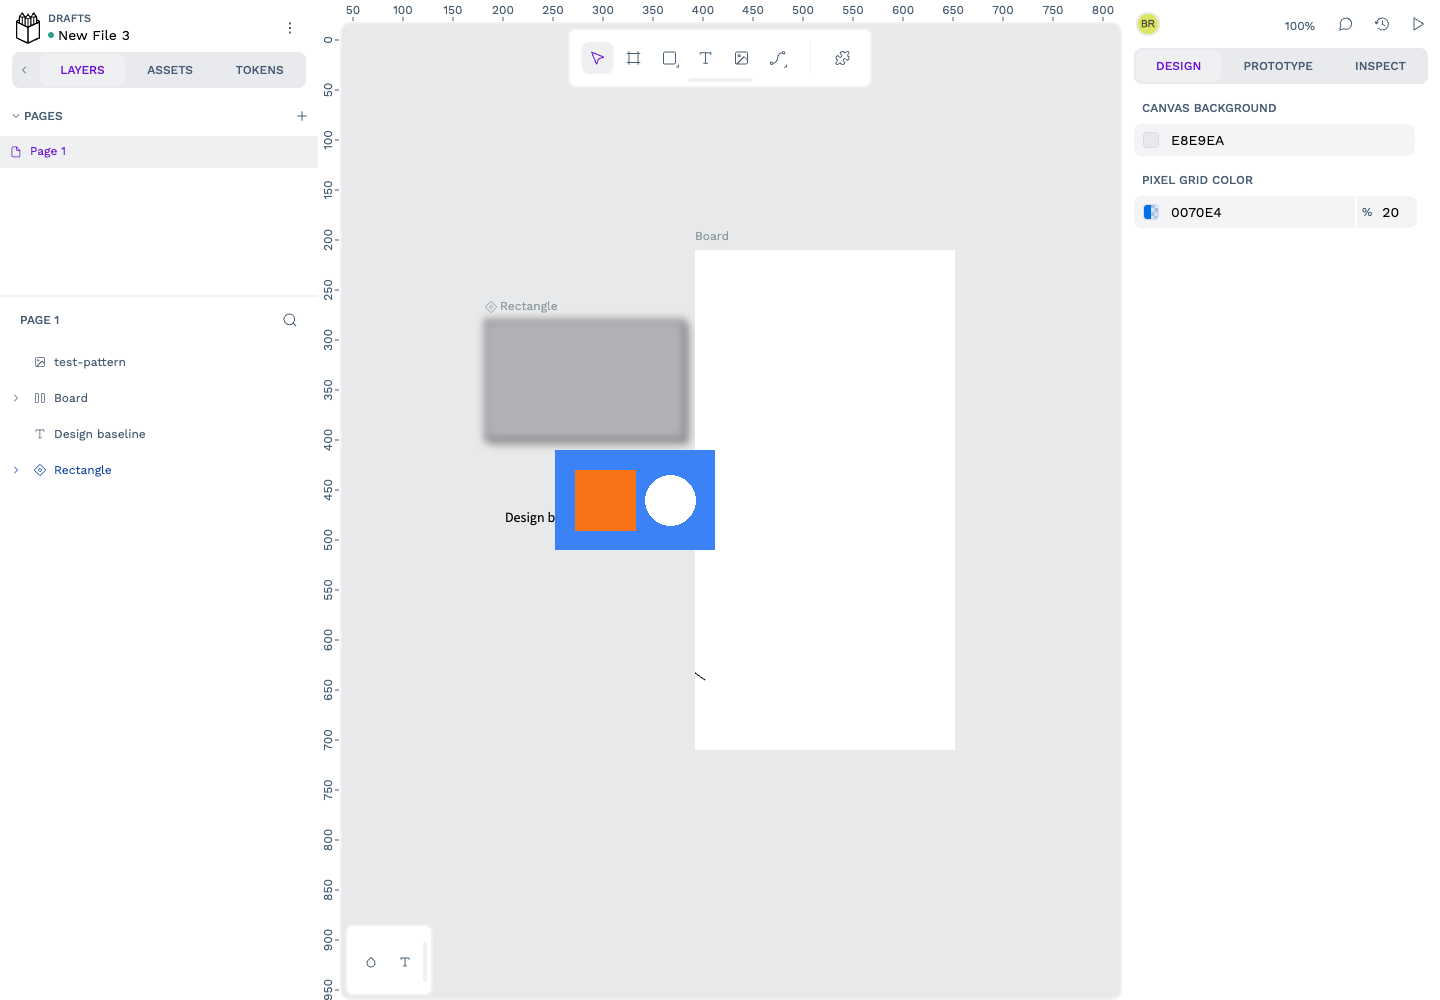 DRAFTS
New File 3
LAYERS
ASSETS
TOKENS
PAGES
Page 1
PAGE 1
test-pattern
Board
Design baseline
Rectangle
50 100 150 200 250 300 350 400 450 500 550 600 650 700 750 800
0
50
100
150
200
250
300
350
400
450
500
550
600
650
700
750
800
850
900
950
Board
Rectangle
Design b
BR
100%
DESIGN
PROTOTYPE
INSPECT
CANVAS BACKGROUND
E8E9EA
PIXEL GRID COLOR
0070E4 % 20